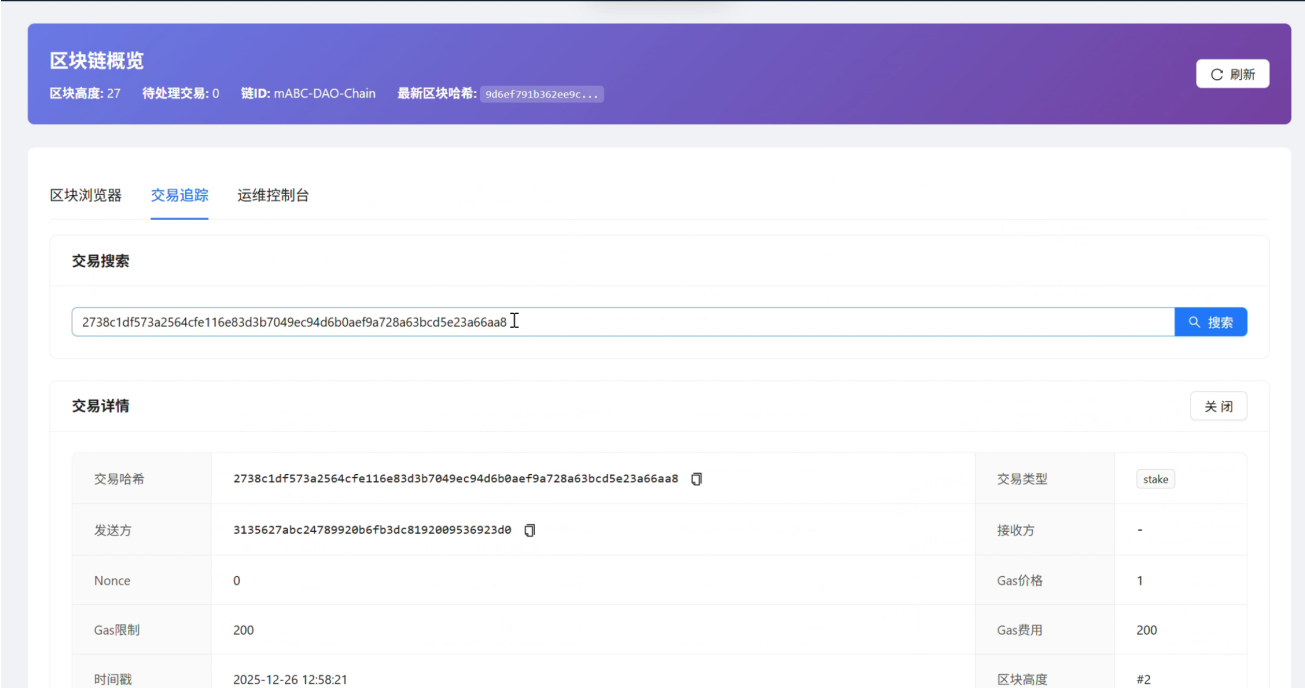 区块链概览
区块高度: 27 待处理交易: 0 链ID: mABC-DAO-Chain 最新区块哈希: 9d6ef791b362ee9c...
刷新
区块浏览器 交易追踪 运维控制台
交易搜索
2738c1df573a2564cfe116e83d3b7049ec94d6b0aef9a728a63bcd5e23a66aa8 搜索
交易详情 关 闭
交易哈希 2738c1df573a2564cfe116e83d3b7049ec94d6b0aef9a728a63bcd5e23a66aa8 交易类型 stake
发送方 3135627abc24789920b6fb3dc8192009536923d0 接收方 -
Nonce 0 Gas价格 1
Gas限制 200 Gas费用 200
时间戳 2025-12-26 12:58:21 区块高度 #2